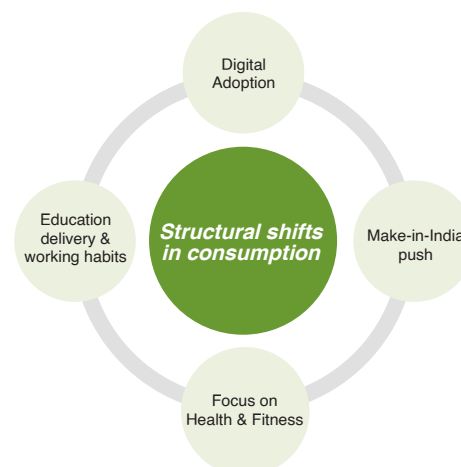 Digital
Adoption
Education
delivery &
working habits
Structural shifts
in consumption
Make-in-India
push
Focus on
Health & Fitness